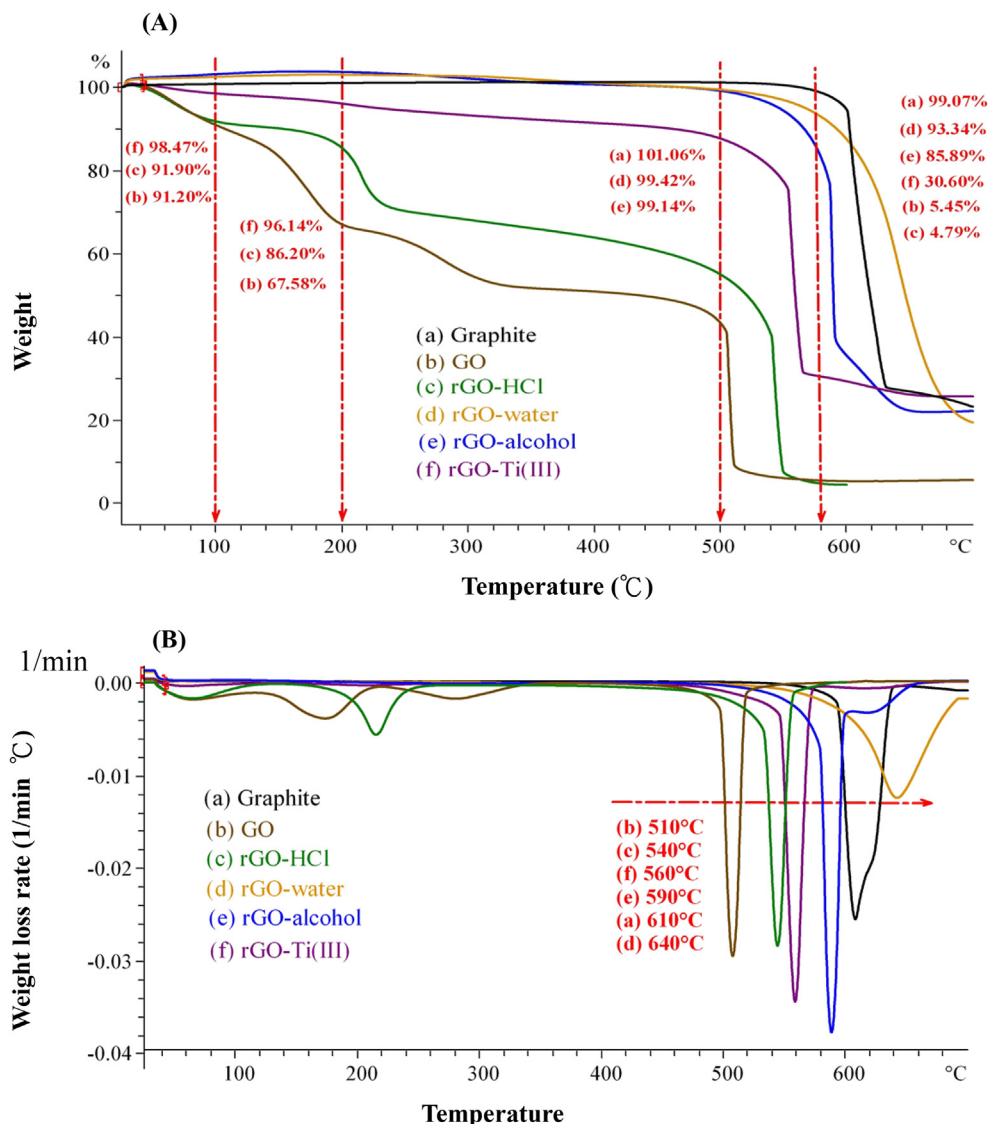 (A)
%
100
80
60
40
20
0
Weight
(f) 98.47%
(c) 91.90%
(b) 91.20%
(f) 96.14%
(c) 86.20%
(b) 67.58%
(a) 101.06%
(d) 99.42%
(e) 99.14%
(a) 99.07%
(d) 93.34%
(e) 85.89%
(f) 30.60%
(b) 5.45%
(c) 4.79%
(a) Graphite
(b) GO
(c) rGO-HCl
(d) rGO-water
(e) rGO-alcohol
(f) rGO-Ti(III)
100 200 300 400 500 600 °C
Temperature (℃)
(B)
1/min
0.00
-0.01
-0.02
-0.03
-0.04
Weight loss rate (1/min ℃)
(a) Graphite
(b) GO
(c) rGO-HCl
(d) rGO-water
(e) rGO-alcohol
(f) rGO-Ti(III)
(b) 510°C
(c) 540°C
(f) 560°C
(e) 590°C
(a) 610°C
(d) 640°C
100 200 300 400 500 600 °C
Temperature